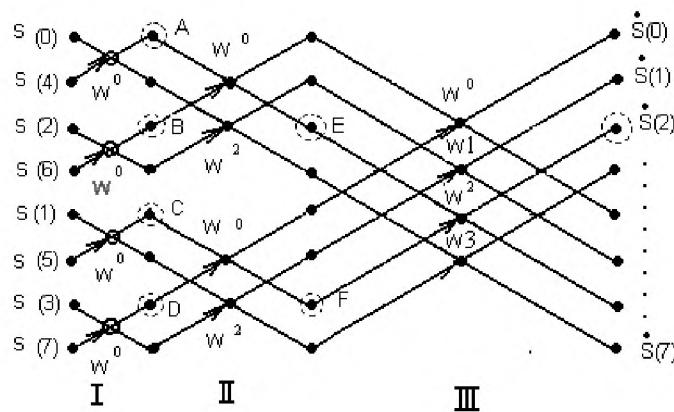 S (0)
A
W 0
Ṡ(0)
S (4)
W 0
W 0
Ṡ(1)
S (2)
B
E
W1
Ṡ(2)
W 2
W 2
S (6)
W 0
W3
S (1)
C
W 0
S (5)
W 0
S (3)
D
F
W 2
S (7)
W 0
Ṡ(7)
I
II
III